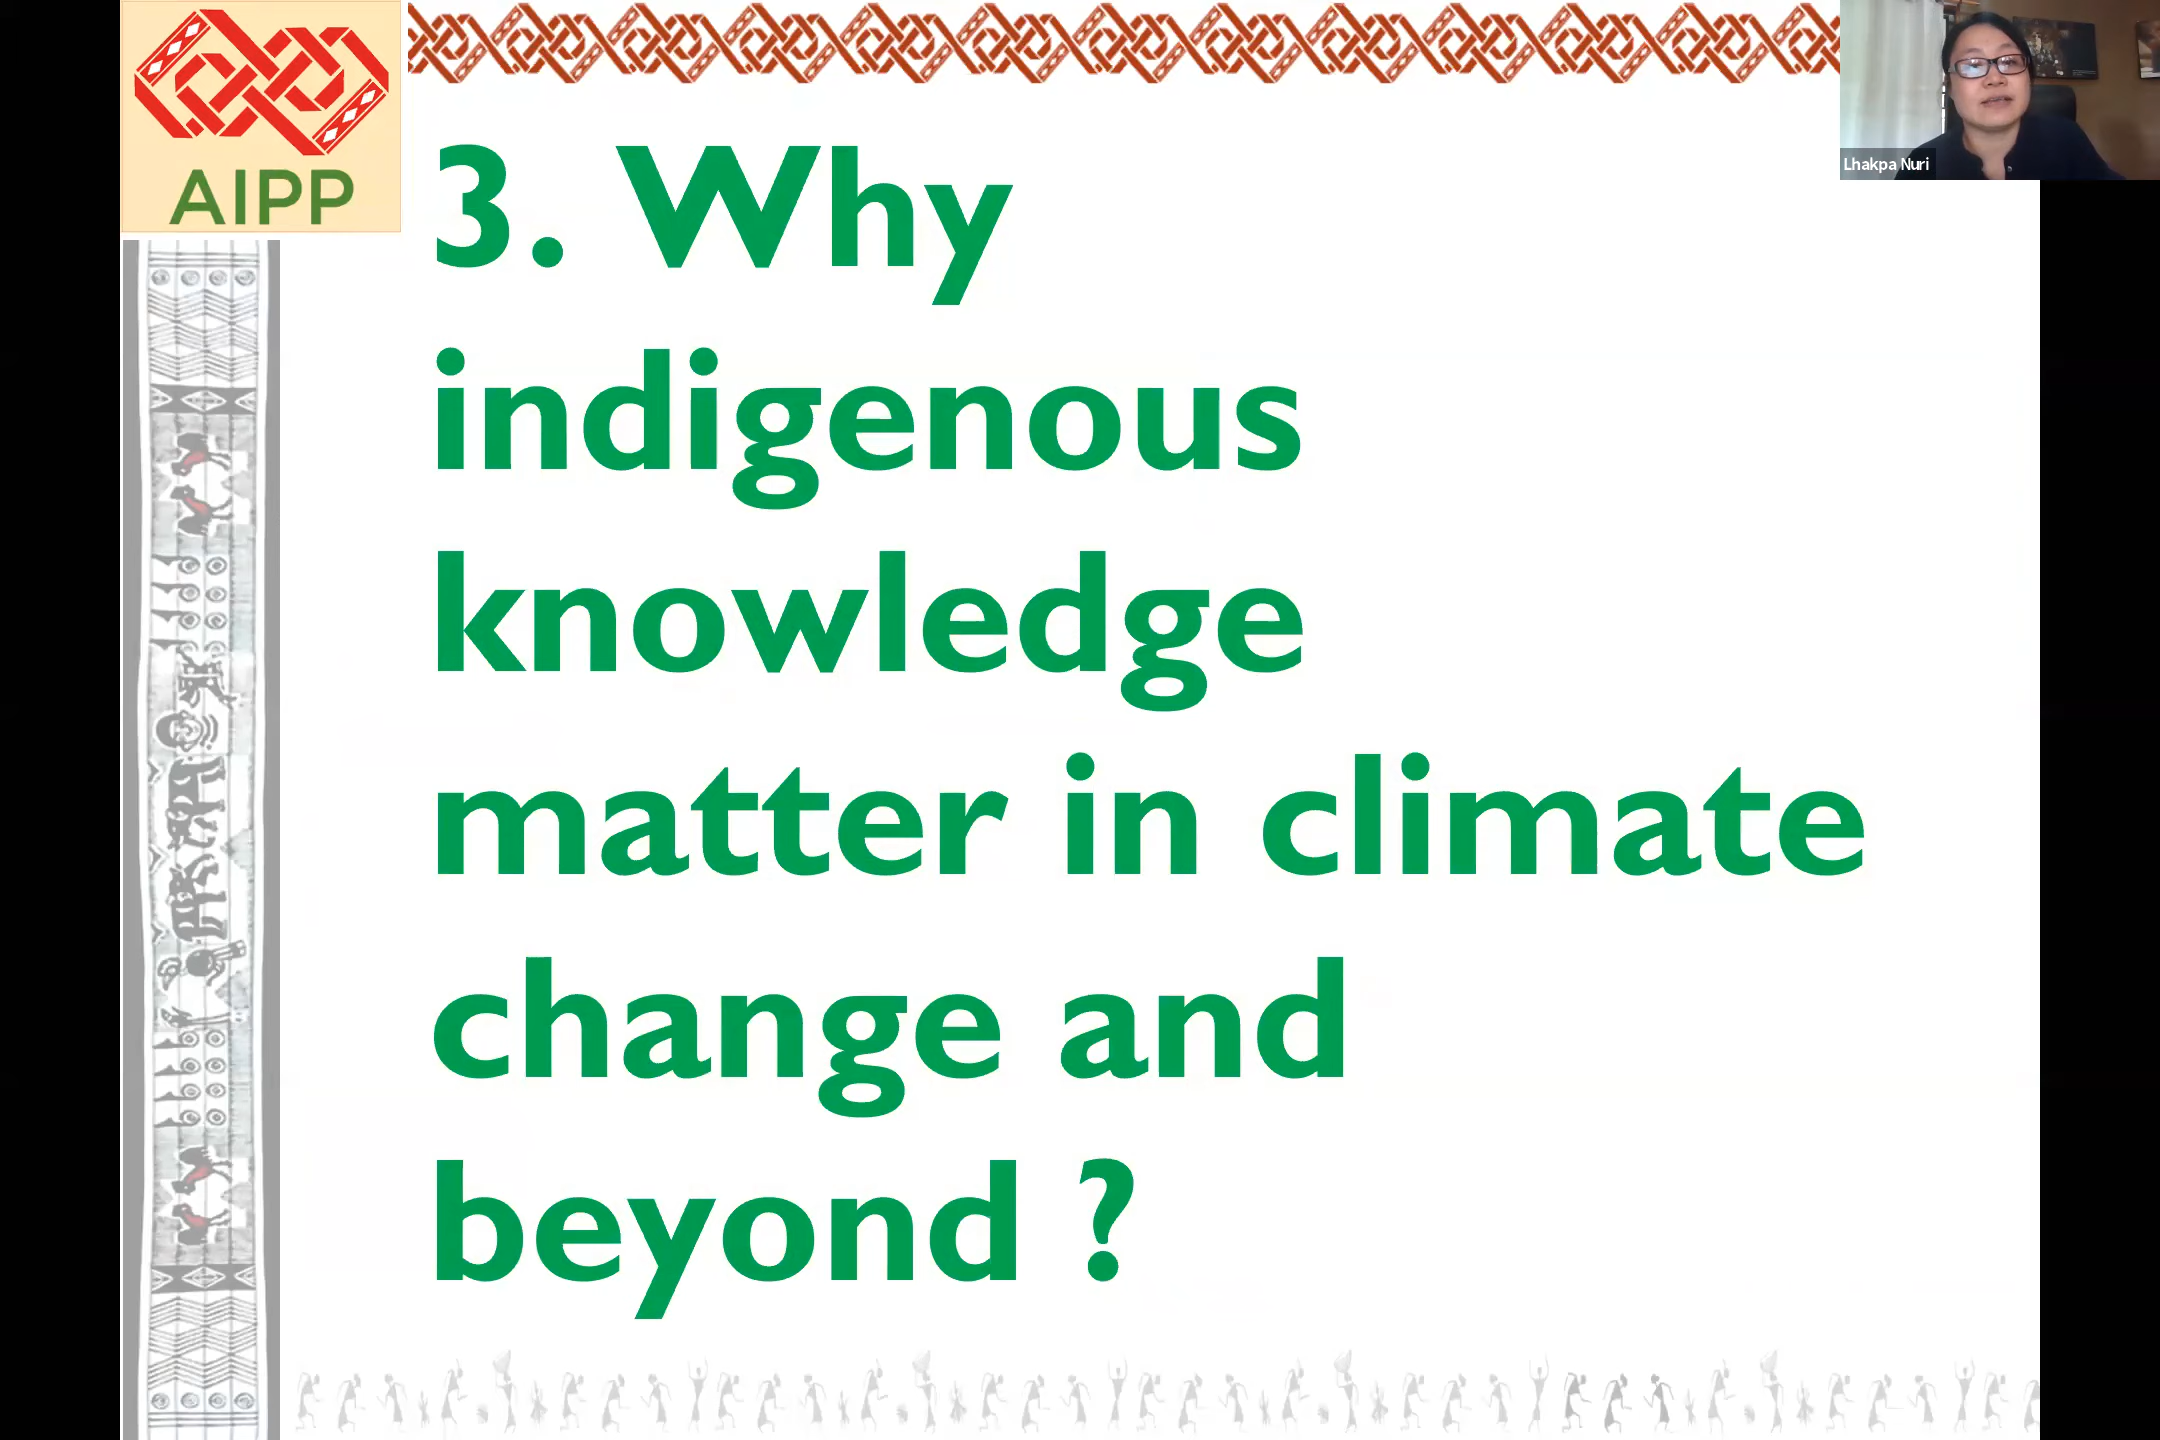 AIPP
Lhakpa Nuri
3. Why
indigenous
knowledge
matter in climate
change and
beyond ?